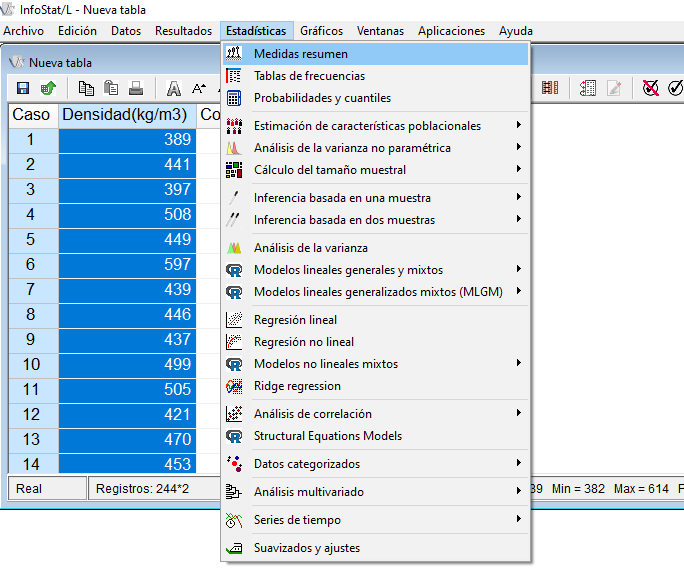 InfoStat/L - Nueva tabla
Archivo Edición Datos Resultados Estadísticas Gráficos Ventanas Aplicaciones Ayuda
Nueva tabla
Caso Densidad(kg/m3) Co
1 389
2 441
3 397
4 508
5 449
6 597
7 439
8 446
9 437
10 499
11 505
12 421
13 470
14 453
Real Registros: 244*2 39 Min = 382 Max = 614
Medidas resumen
Tablas de frecuencias
Probabilidades y cuantiles
Estimación de características poblacionales
Análisis de la varianza no paramétrica
Cálculo del tamaño muestral
Inferencia basada en una muestra
Inferencia basada en dos muestras
Análisis de la varianza
Modelos lineales generales y mixtos
Modelos lineales generalizados mixtos (MLGM)
Regresión lineal
Regresión no lineal
Modelos no lineales mixtos
Ridge regression
Análisis de correlación
Structural Equations Models
Datos categorizados
Análisis multivariado
Series de tiempo
Suavizados y ajustes